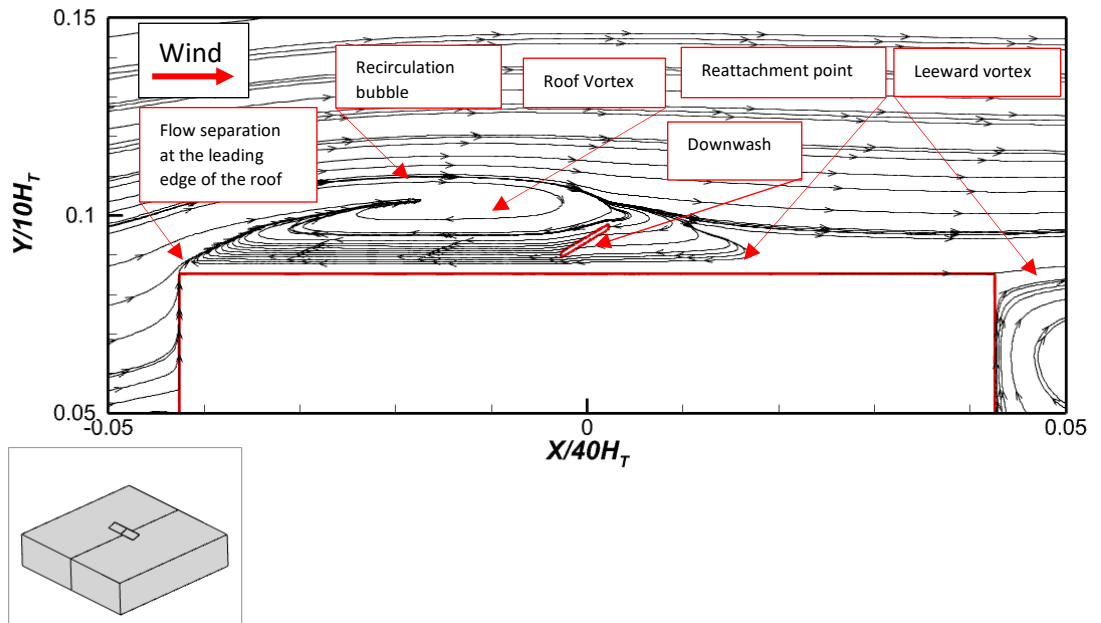 0.15
Wind
Recirculation
bubble
Roof Vortex
Reattachment point
Leeward vortex
Flow separation
at the leading
edge of the roof
Downwash
Y/10H_T
0.1
0.05
-0.05
0
0.05
X/40H_T